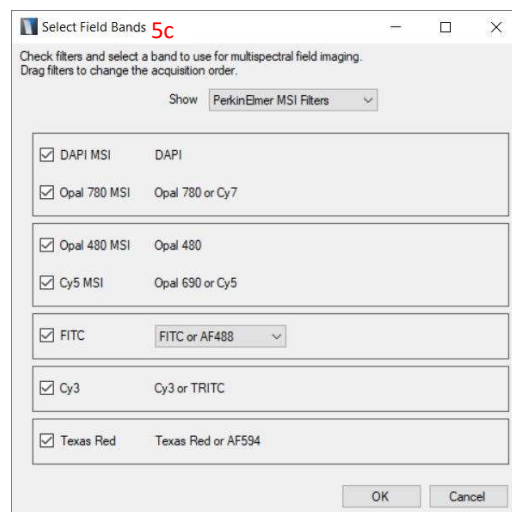 Select Field Bands 5c
Check filters and select a band to use for multispectral field imaging.
Drag filters to change the acquisition order.
Show PerkinElmer MSI Filters
DAPI MSI DAPI
Opal 780 MSI Opal 780 or Cy7
Opal 480 MSI Opal 480
Cy5 MSI Opal 690 or Cy5
FITC FITC or AF488
Cy3 Cy3 or TRITC
Texas Red Texas Red or AF594
OK Cancel